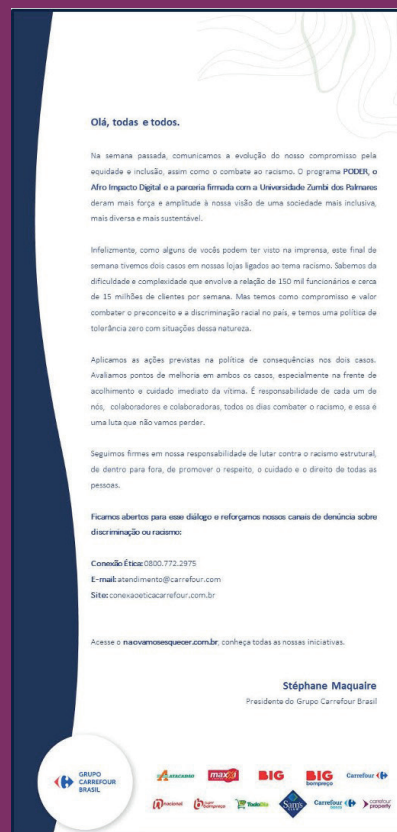 Olá, todas e todos.
Na semana passada, comunicamos a evolução do nosso compromisso pela
equidade e inclusão, assim como o combate ao racismo. O programa PODER, o
Afro Impacto Digital e a parceria firmada com a Universidade Zumbi dos Palmares
deram mais força e amplitude à nossa visão de uma sociedade mais inclusiva,
mais diversa e mais sustentável.
Infelizmente, como alguns de vocês podem ter visto na imprensa, este final de
semana tivemos dois casos em nossas lojas ligados ao tema racismo. Sabemos da
dificuldade e complexidade que envolve a relação de 150 mil funcionários e cerca
de 15 milhões de clientes por semana. Mas temos como compromisso e valor
combater o preconceito e a discriminação racial no país, e temos uma política de
tolerância zero com situações dessa natureza.
Aplicamos as ações previstas na política de consequências nos dois casos.
Avaliamos pontos de melhoria em ambos os casos, especialmente na frente de
acolhimento e cuidado imediato da vítima. É responsabilidade de cada um de
nós, colaboradores e colaboradoras, todos os dias combater o racismo, e essa é
uma luta que não vamos perder.
Seguimos firmes em nossa responsabilidade de lutar contra o racismo estrutural,
de dentro para fora, de promover o respeito, o cuidado e o direito de todas as
pessoas.
Ficamos abertos para esse diálogo e reforçamos nossos canais de denúncia sobre
discriminação ou racismo:
Conexão Ética: 0800.772.2975
E-mail: atendimento@carrefour.com
Site: conexaoeticacarrefour.com.br
Acesse o naovamosesquecer.com.br, conheça todas as nossas iniciativas.
Stéphane Maquaire
Presidente do Grupo Carrefour Brasil
GRUPO
CARREFOUR
BRASIL
ATACADÃO maxxi BIG BIG bompreço Carrefour
nacional super bompreço TodoDia Sam's Carrefour carrefour property